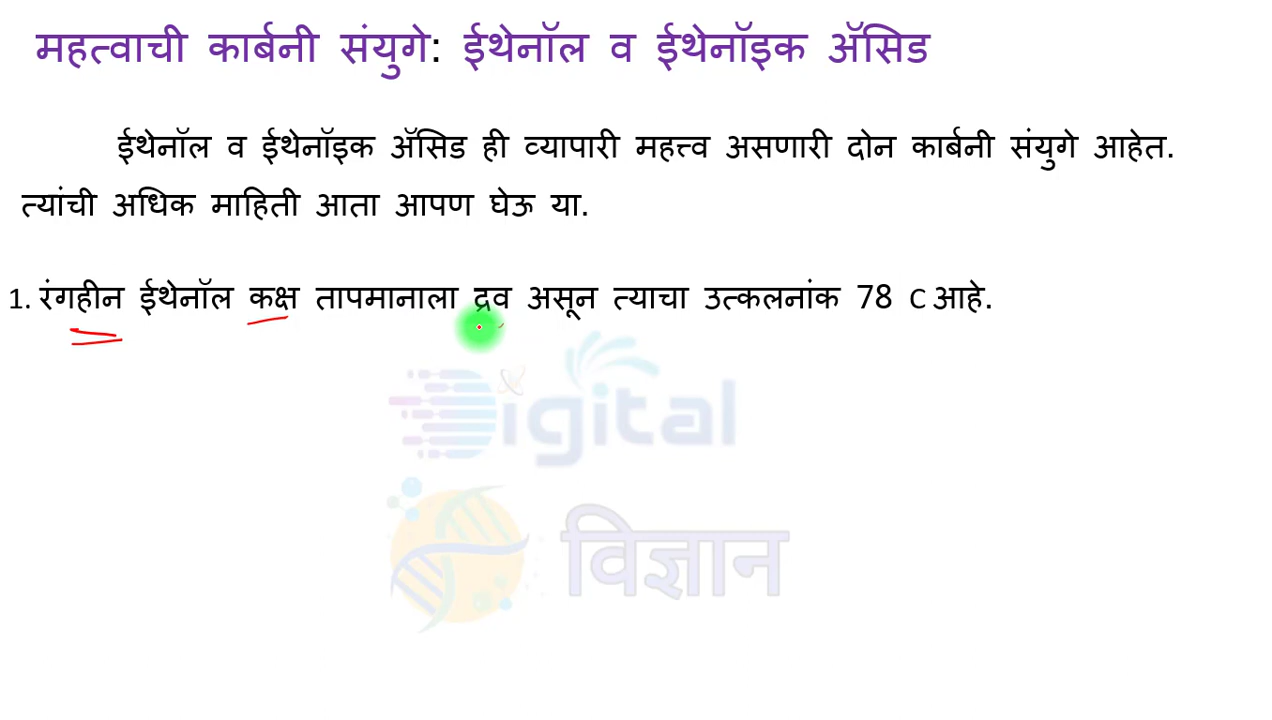 महत्वाची कार्बनी संयुगे: ईथेनॉल व ईथेनॉइक ॲसिड
ईथेनॉल व ईथेनॉइक ॲसिड ही व्यापारी महत्त्व असणारी दोन कार्बनी संयुगे आहेत.
त्यांची अधिक माहिती आता आपण घेऊ या.
1. रंगहीन ईथेनॉल कक्ष तापमानाला द्रव असून त्याचा उत्कलनांक 78 C आहे.
Digital
विज्ञान